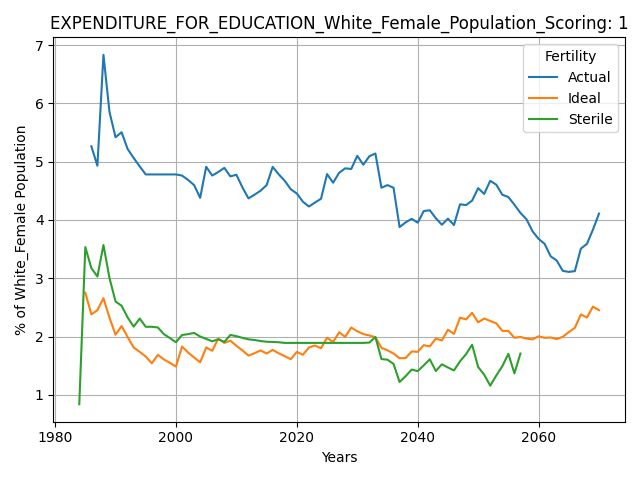 EXPENDITURE_FOR_EDUCATION_White_Female_Population_Scoring: 1
Fertility
Actual
Ideal
Sterile
% of White_Female Population
7
6
5
4
3
2
1
1980
2000
2020
2040
2060
Years